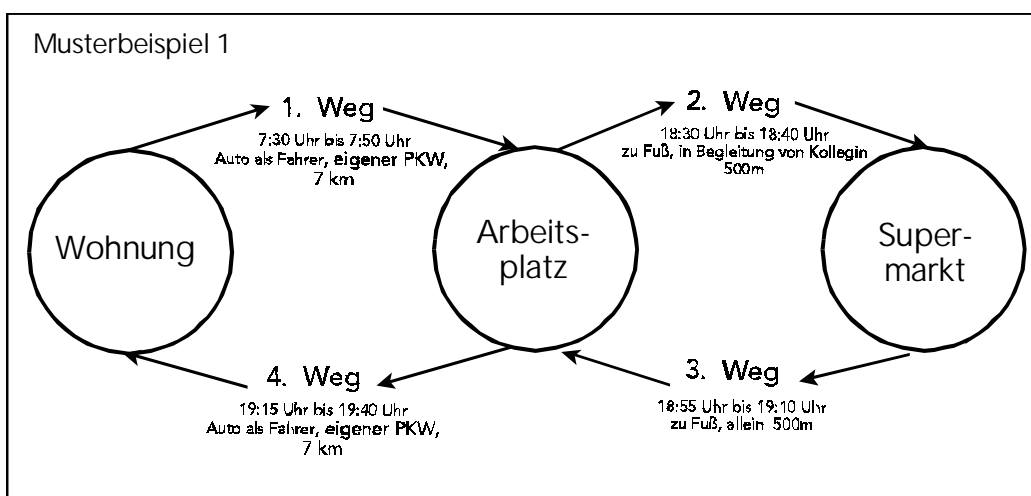 Musterbeispiel 1
1. Weg
7:30 Uhr bis 7:50 Uhr
Auto als Fahrer, eigener PKW,
7 km
2. Weg
18:30 Uhr bis 18:40 Uhr
zu Fuß, in Begleitung von Kollegin
500m
Wohnung
Arbeits-
platz
Super-
markt
4. Weg
19:15 Uhr bis 19:40 Uhr
Auto als Fahrer, eigener PKW,
7 km
3. Weg
18:55 Uhr bis 19:10 Uhr
zu Fuß, allein 500m